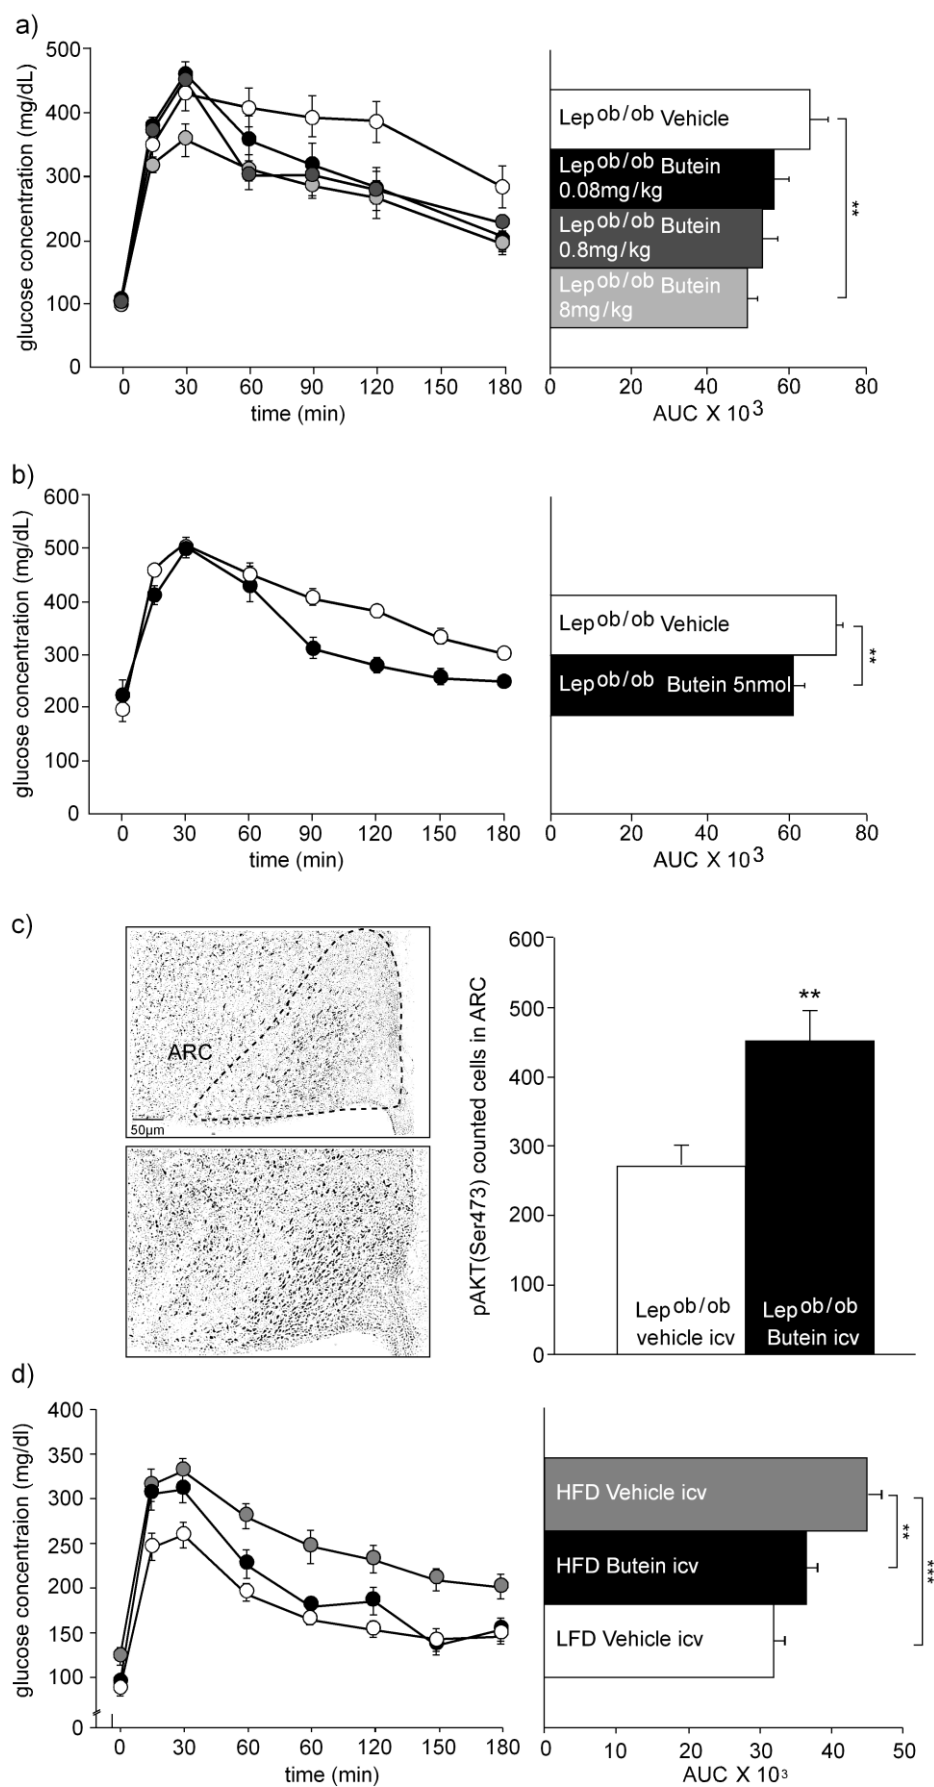 a)
glucose concentration (mg/dL)
500
400
300
200
100
0
0 30 60 90 120 180
time (min)
Lep ob/ob Vehicle
Lep ob/ob Butein
0.08mg/kg
Lep ob/ob Butein
0.8mg/kg
Lep ob/ob Butein
8mg/kg
**
0 20 40 60 80
AUC X 10³
b)
glucose concentration (mg/dL)
600
500
400
300
200
100
0
0 30 60 90 120 150 180
time (min)
Lep ob/ob Vehicle
Lep ob/ob Butein 5nmol
**
0 20 40 60 80
AUC X 10³
c)
ARC
50µm
pAKT(Ser473) counted cells in ARC
600
500
400
300
200
100
0
**
Lep ob/ob
vehicle icv
Lep ob/ob
Butein icv
d)
glucose concentraion (mg/dl)
400
350
300
250
200
150
100
0
0 30 60 90 120 150 180
time (min)
HFD Vehicle icv
HFD Butein icv
LFD Vehicle icv
**
***
0 10 20 30 40 50
AUC X 10³